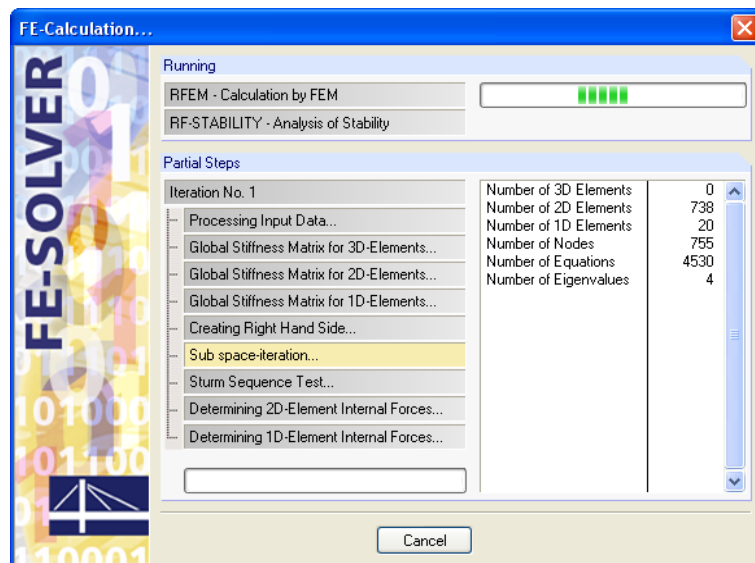 FE-Calculation...
FE-SOLVER
Running
RFEM - Calculation by FEM
RF-STABILITY - Analysis of Stability
Partial Steps
Iteration No. 1
Processing Input Data...
Global Stiffness Matrix for 3D-Elements...
Global Stiffness Matrix for 2D-Elements...
Global Stiffness Matrix for 1D-Elements...
Creating Right Hand Side...
Sub space-iteration...
Sturm Sequence Test...
Determining 2D-Element Internal Forces...
Determining 1D-Element Internal Forces...
Number of 3D Elements 0
Number of 2D Elements 738
Number of 1D Elements 20
Number of Nodes 755
Number of Equations 4530
Number of Eigenvalues 4
Cancel
101000
101100
110001